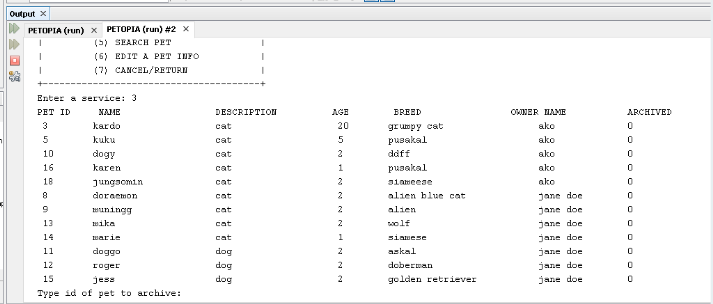 Output
PETOPIA (run) PETOPIA (run) #2
| (5) SEARCH PET |
| (6) EDIT A PET INFO |
| (7) CANCEL/RETURN |
+---------------------------------------+
Enter a service: 3
PET ID NAME DESCRIPTION AGE BREED OWNER NAME ARCHIVED
3 kardo cat 20 grumpy cat ako 0
5 kuku cat 5 pusakal ako 0
10 dogy cat 2 ddff ako 0
16 karen cat 1 pusakal ako 0
18 jungsomin cat 2 siameese ako 0
8 doraemon cat 2 alien blue cat jane doe 0
9 muningg cat 2 alien jane doe 0
13 mika cat 2 wolf jane doe 0
14 marie cat 1 siamese jane doe 0
11 doggo dog 2 askal jane doe 0
12 roger dog 2 doberman jane doe 0
15 jess dog 2 golden retriever jane doe 0
Type id of pet to archive: